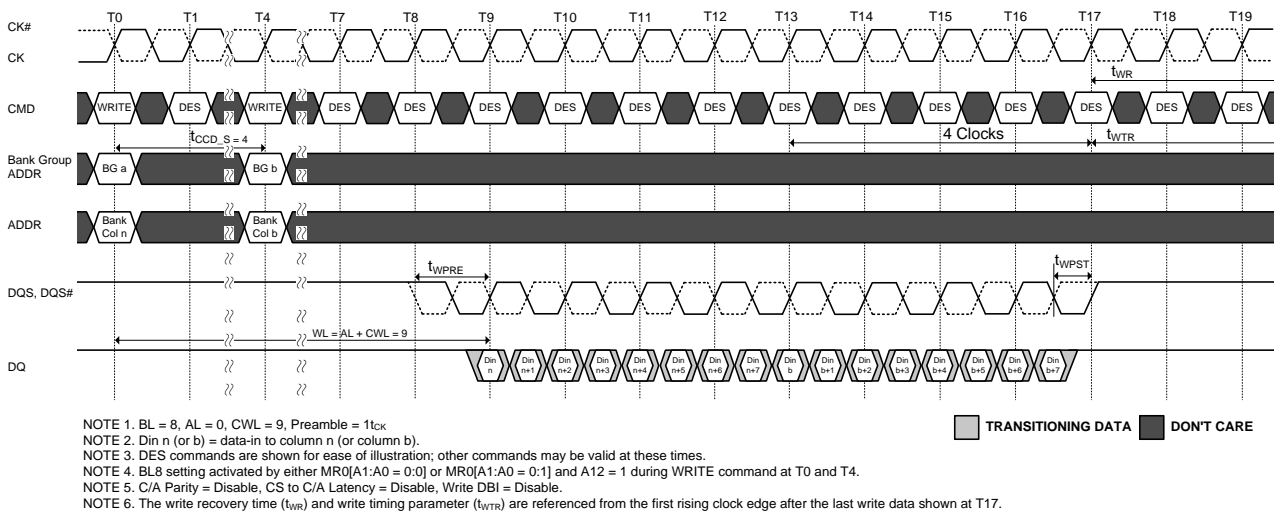 T0 T1 T4 T7 T8 T9 T10 T11 T12 T13 T14 T15 T16 T17 T18 T19
CK#
CK
tWR
CMD WRITE DES WRITE DES DES DES DES DES DES DES DES DES DES DES DES DES
tCCD_S = 4
4 Clocks
tWTR
Bank Group
ADDR
BG a BG b
ADDR
Bank
Col n
Bank
Col b
tWPRE
tWPST
DQS, DQS#
WL = AL + CWL = 9
DQ
Din
n
Din
n+1
Din
n+2
Din
n+3
Din
n+4
Din
n+5
Din
n+6
Din
n+7
Din
b
Din
b+1
Din
b+2
Din
b+3
Din
b+4
Din
b+5
Din
b+6
Din
b+7
TRANSITIONING DATA
DON'T CARE
NOTE 1. BL = 8, AL = 0, CWL = 9, Preamble = 1tCK
NOTE 2. Din n (or b) = data-in to column n (or column b).
NOTE 3. DES commands are shown for ease of illustration; other commands may be valid at these times.
NOTE 4. BL8 setting activated by either MR0[A1:A0 = 0:0] or MR0[A1:A0 = 0:1] and A12 = 1 during WRITE command at T0 and T4.
NOTE 5. C/A Parity = Disable, CS to C/A Latency = Disable, Write DBI = Disable.
NOTE 6. The write recovery time (tWR) and write timing parameter (tWTR) are referenced from the first rising clock edge after the last write data shown at T17.